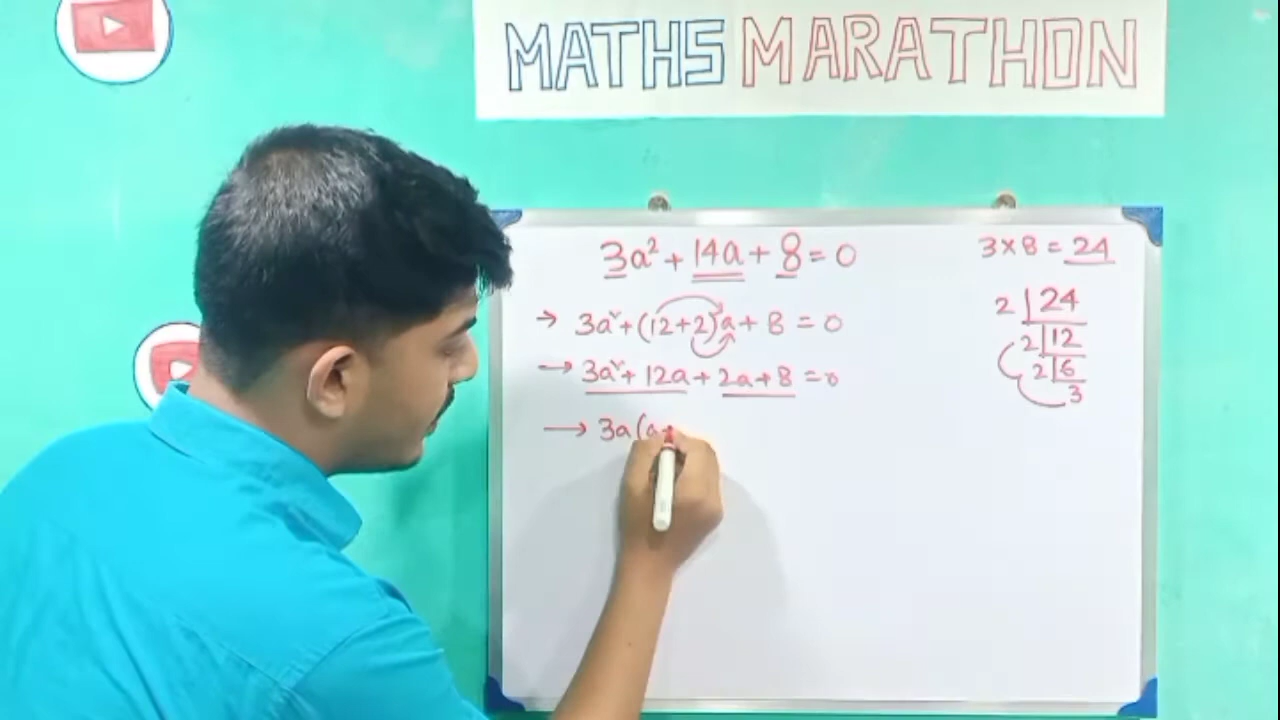 MATHS MARATHON
3a² + 14a + 8 = 0
→ 3a² + (12+2)a + 8 = 0
→ 3a² + 12a + 2a + 8 = 0
→ 3a(a+
3 × 8 = 24
2 | 24
2 | 12
2 | 6
3